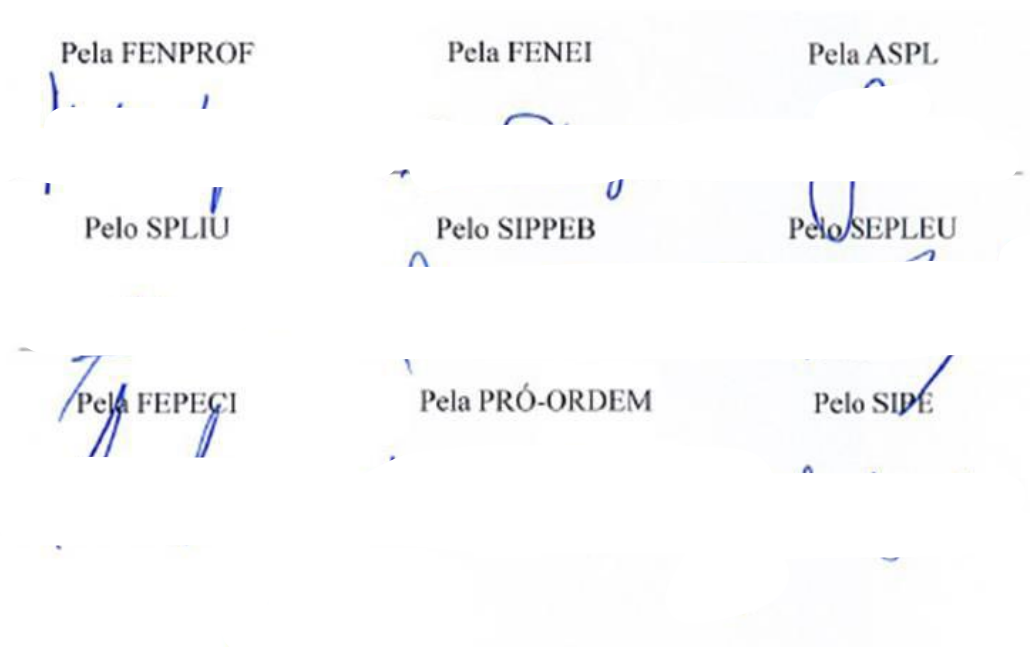 Pela FENPROF Pela FENEI Pela ASPL
Pelo SPLIU Pelo SIPPEB Pelo SEPLEU
Pela FEPECI Pela PRÓ-ORDEM Pelo SIPE